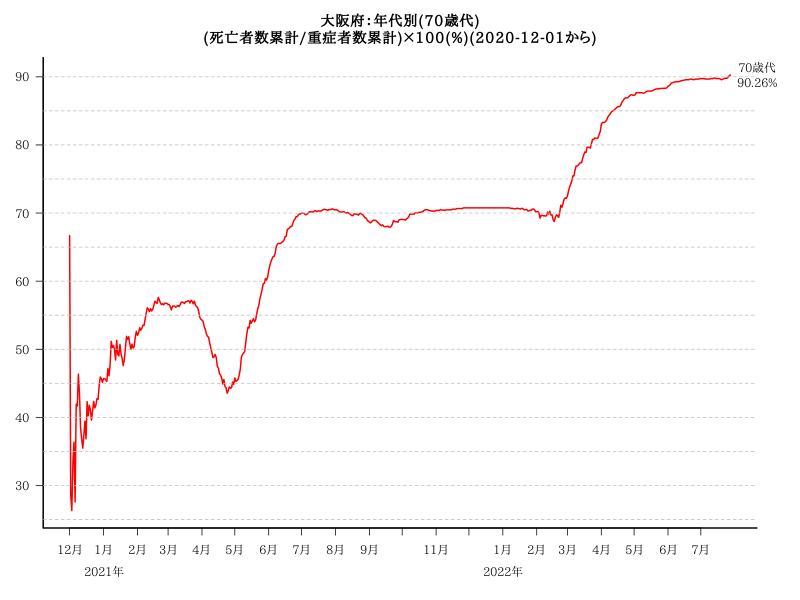 大阪府：年代別(70歳代)
(死亡者数累計/重症者数累計)×100(%)(2020-12-01から)
70歳代
90.26%
90
80
70
60
50
40
30
12月 1月 2月 3月 4月 5月 6月 7月 8月 9月 11月 1月 2月 3月 4月 5月 6月 7月
2021年 2022年